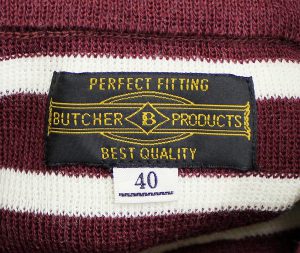 PERFECT FITTING
BUTCHER B PRODUCTS
BEST QUALITY
40